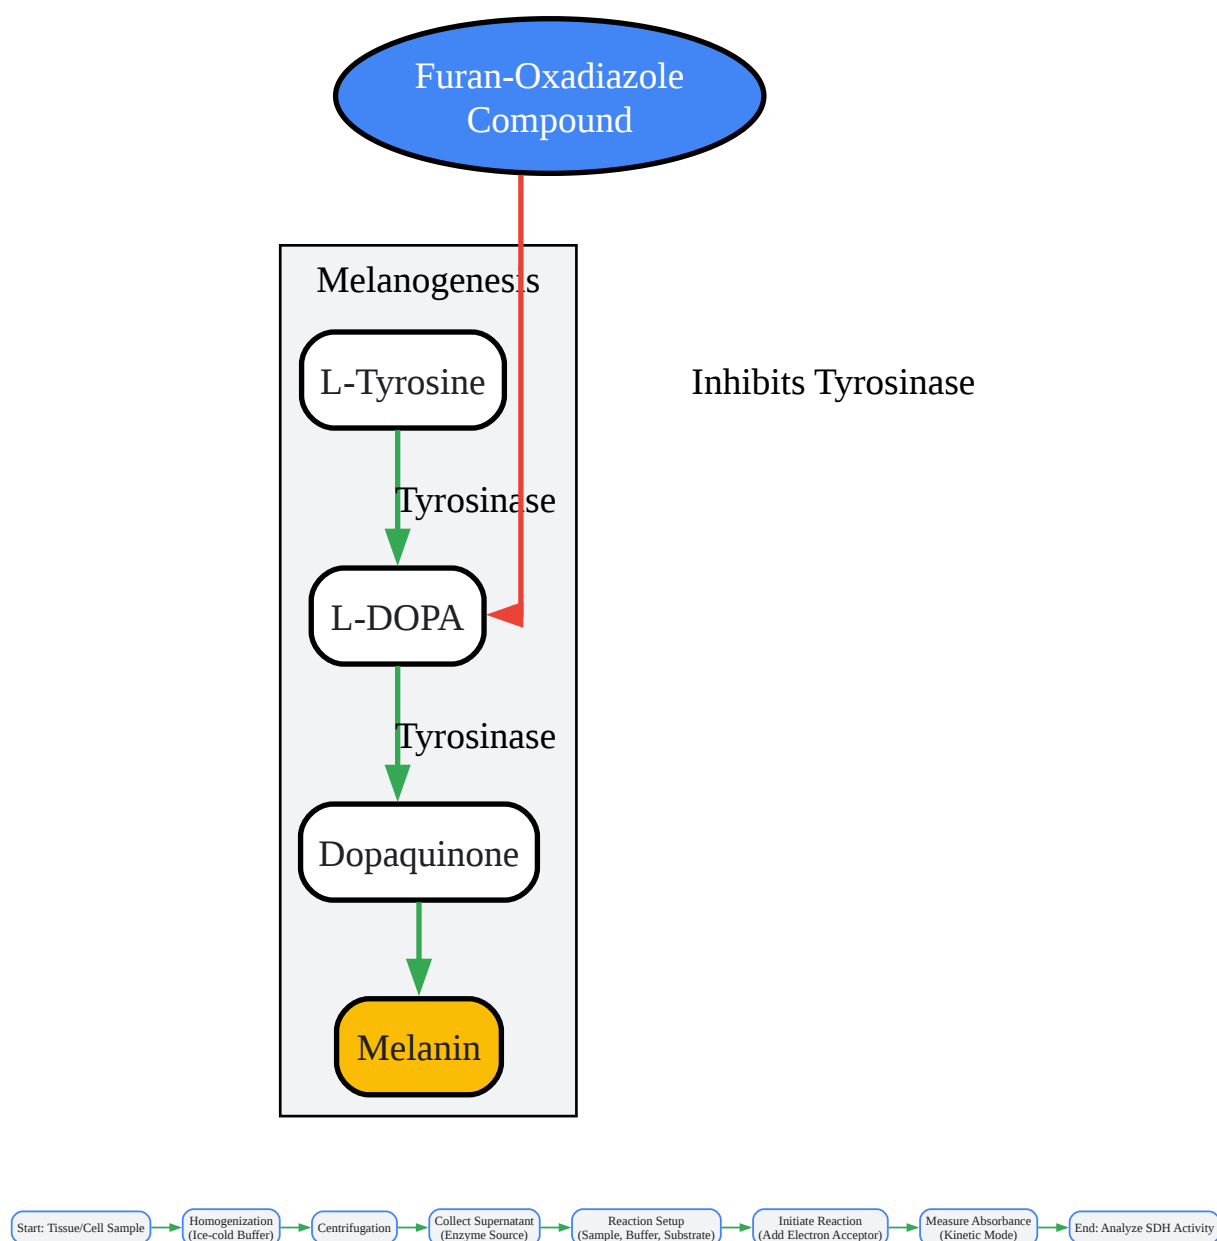 Furan-Oxadiazole
Compound
Melanogenesis
L-Tyrosine
Inhibits Tyrosinase
Tyrosinase
L-DOPA
Tyrosinase
Dopaquinone
Melanin
Start: Tissue/Cell Sample
Homogenization
(Ice-cold Buffer)
Centrifugation
Collect Supernatant
(Enzyme Source)
Reaction Setup
(Sample, Buffer, Substrate)
Initiate Reaction
(Add Electron Acceptor)
Measure Absorbance
(Kinetic Mode)
End: Analyze SDH Activity